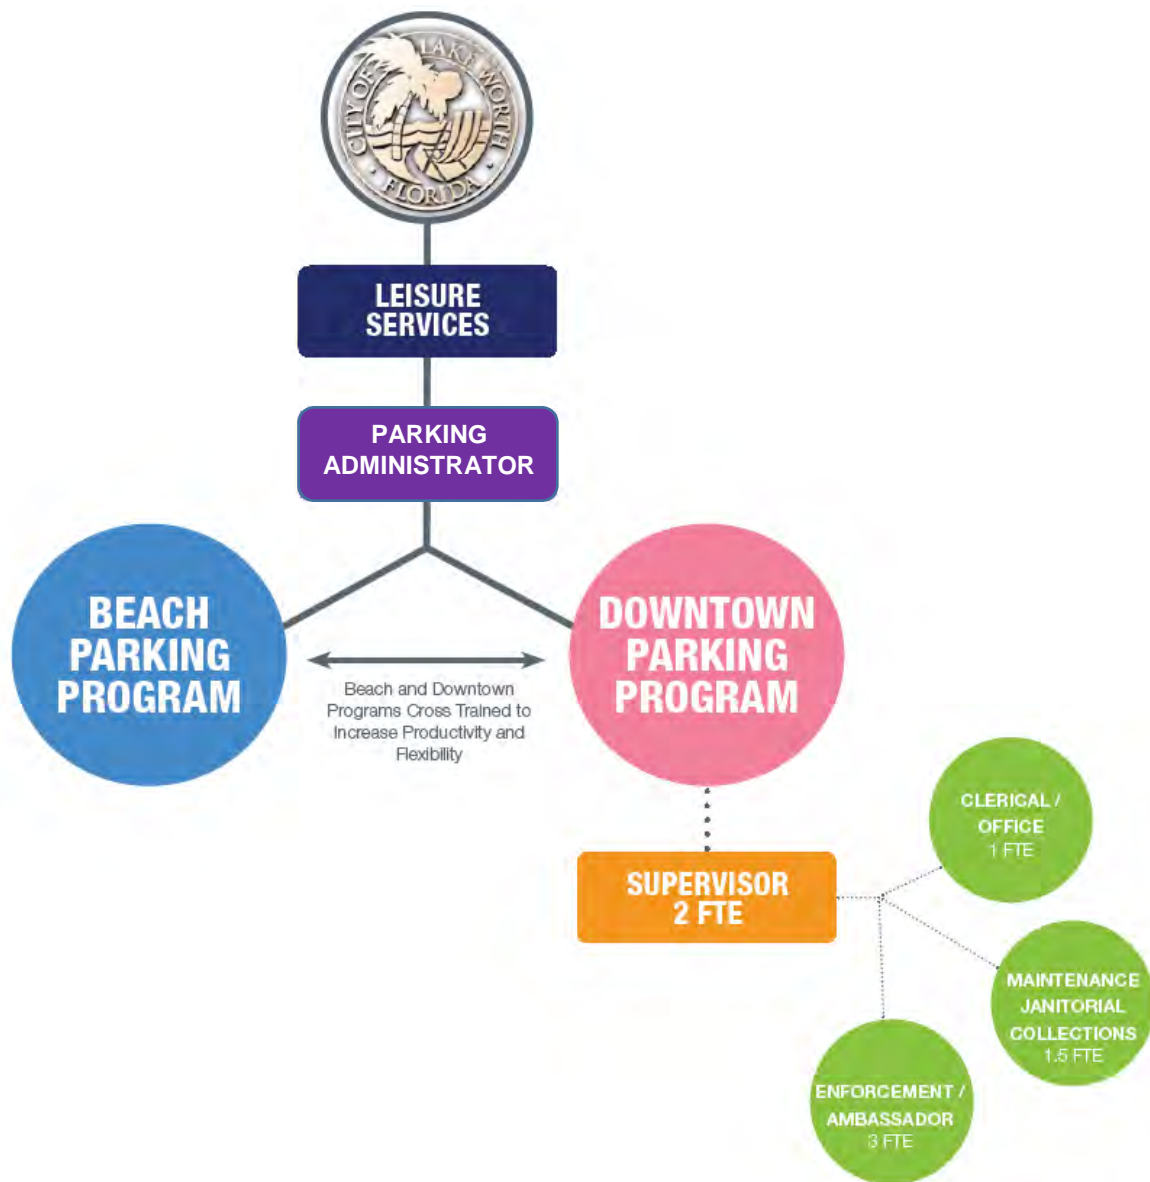 CITY OF LAKE WORTH
FLORIDA
LEISURE
SERVICES
PARKING
ADMINISTRATOR
BEACH
PARKING
PROGRAM
DOWNTOWN
PARKING
PROGRAM
Beach and Downtown
Programs Cross Trained to
Increase Productivity and
Flexibility
SUPERVISOR
2 FTE
CLERICAL /
OFFICE
1 FTE
MAINTENANCE
JANITORIAL
COLLECTIONS
1.5 FTE
ENFORCEMENT /
AMBASSADOR
3 FTE